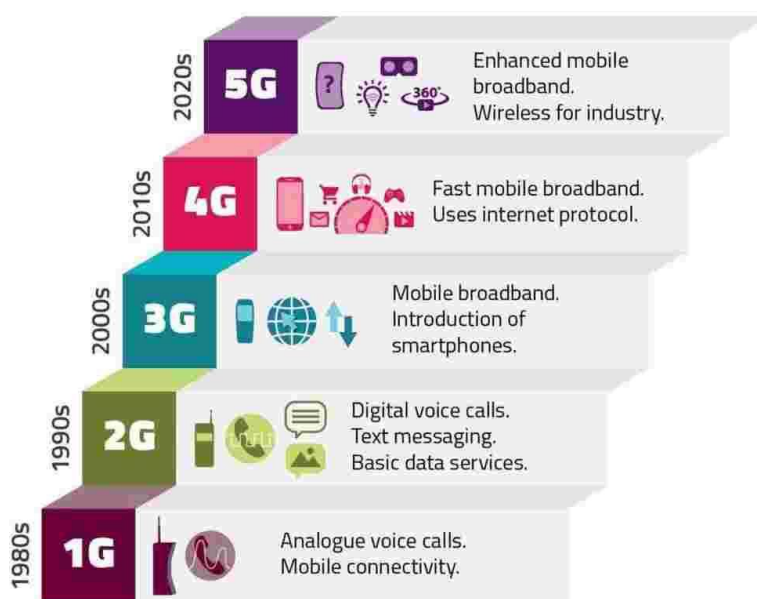 2020s
5G
?
360°
Enhanced mobile
broadband.
Wireless for industry.
2010s
4G
Fast mobile broadband.
Uses internet protocol.
2000s
3G
Mobile broadband.
Introduction of
smartphones.
1990s
2G
Digital voice calls.
Text messaging.
Basic data services.
1980s
1G
Analogue voice calls.
Mobile connectivity.